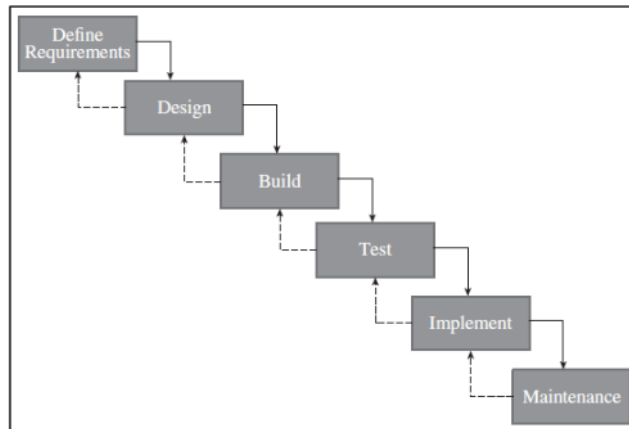 Define
Requirements
Design
Build
Test
Implement
Maintenance